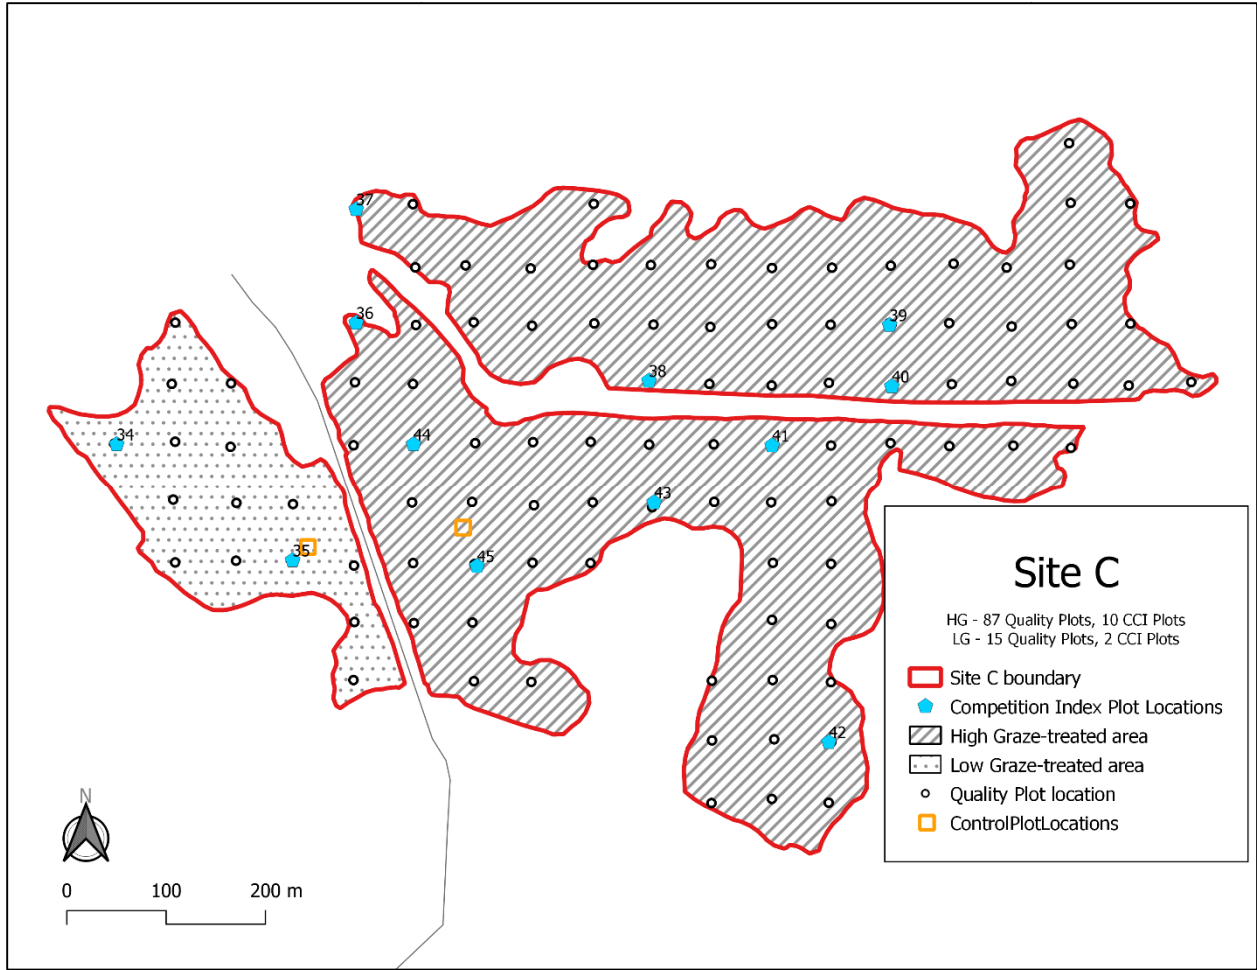 37
36
39
38
40
34
44
41
43
35
45
42
Site C
HG - 87 Quality Plots, 10 CCI Plots
LG - 15 Quality Plots, 2 CCI Plots
Site C boundary
Competition Index Plot Locations
High Graze-treated area
Low Graze-treated area
Quality Plot location
ControlPlotLocations
N
0 100 200 m